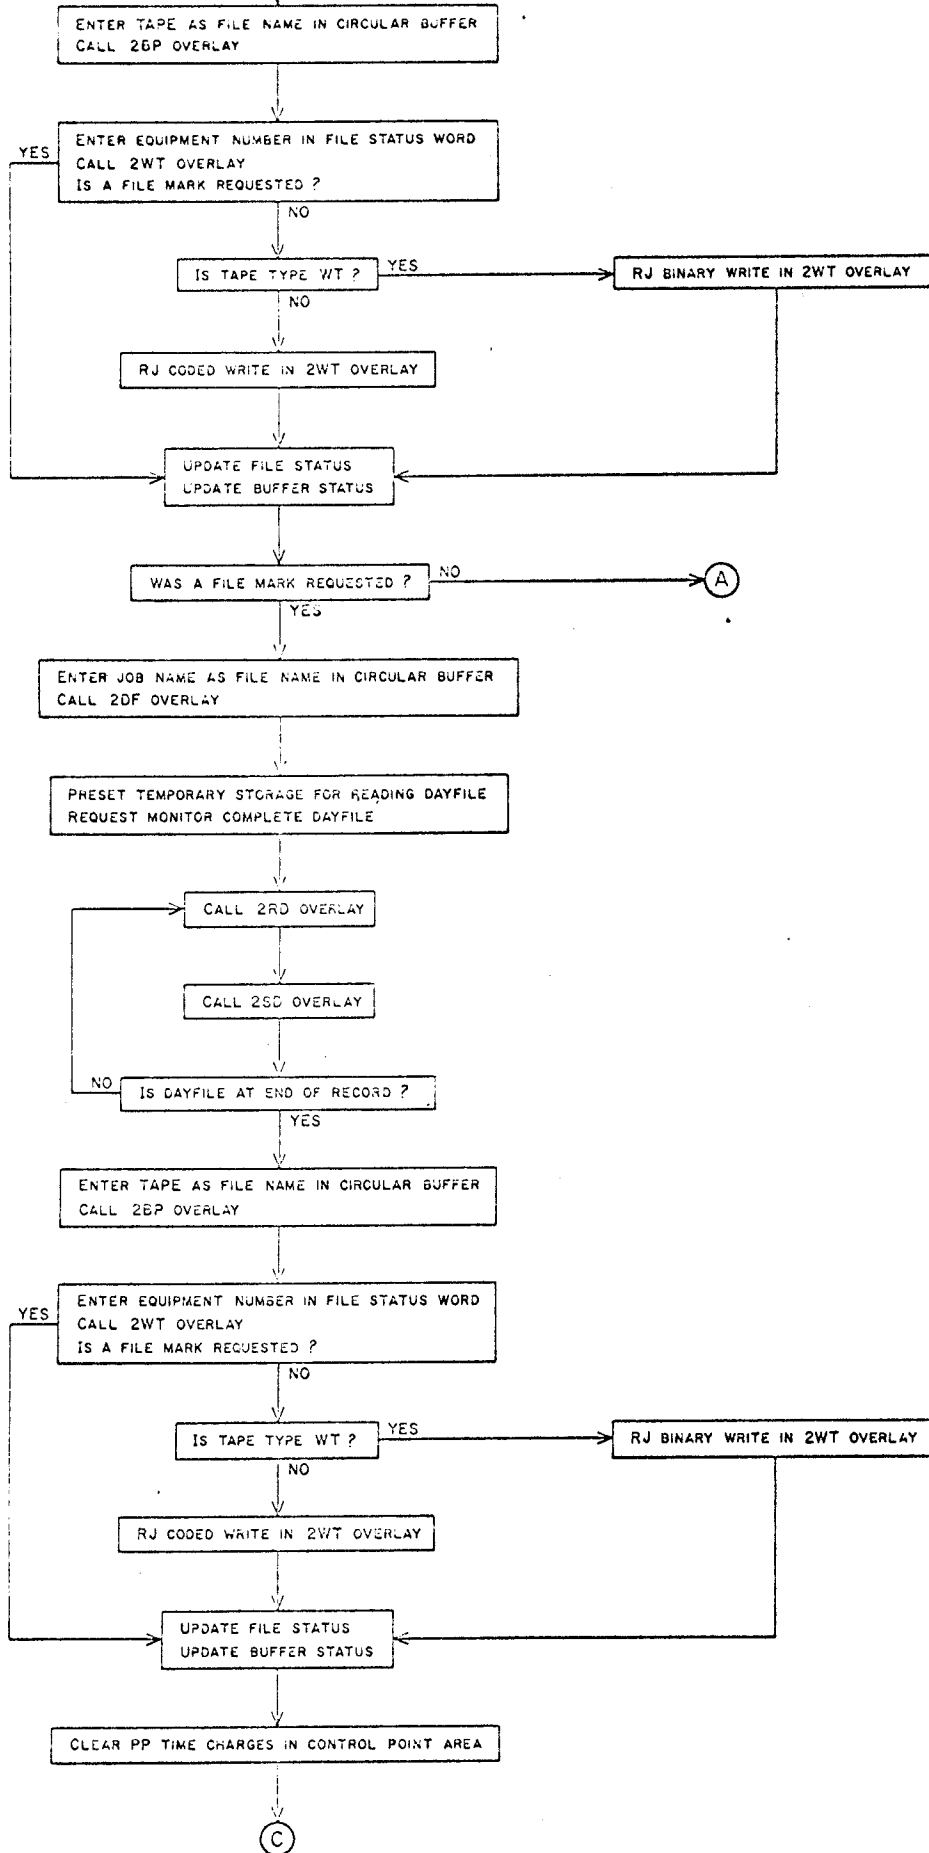 ENTER TAPE AS FILE NAME IN CIRCULAR BUFFER
CALL 2BP OVERLAY
ENTER EQUIPMENT NUMBER IN FILE STATUS WORD
CALL 2WT OVERLAY
IS A FILE MARK REQUESTED ?
YES
NO
IS TAPE TYPE WT ?
YES
RJ BINARY WRITE IN 2WT OVERLAY
NO
RJ CODED WRITE IN 2WT OVERLAY
UPDATE FILE STATUS
UPDATE BUFFER STATUS
WAS A FILE MARK REQUESTED ?
NO
A
YES
ENTER JOB NAME AS FILE NAME IN CIRCULAR BUFFER
CALL 2DF OVERLAY
PRESET TEMPORARY STORAGE FOR READING DAYFILE
REQUEST MONITOR COMPLETE DAYFILE
CALL 2RD OVERLAY
CALL 2SD OVERLAY
NO
IS DAYFILE AT END OF RECORD ?
YES
ENTER TAPE AS FILE NAME IN CIRCULAR BUFFER
CALL 2BP OVERLAY
YES
ENTER EQUIPMENT NUMBER IN FILE STATUS WORD
CALL 2WT OVERLAY
IS A FILE MARK REQUESTED ?
NO
IS TAPE TYPE WT ?
YES
RJ BINARY WRITE IN 2WT OVERLAY
NO
RJ CODED WRITE IN 2WT OVERLAY
UPDATE FILE STATUS
UPDATE BUFFER STATUS
CLEAR PP TIME CHARGES IN CONTROL POINT AREA
C